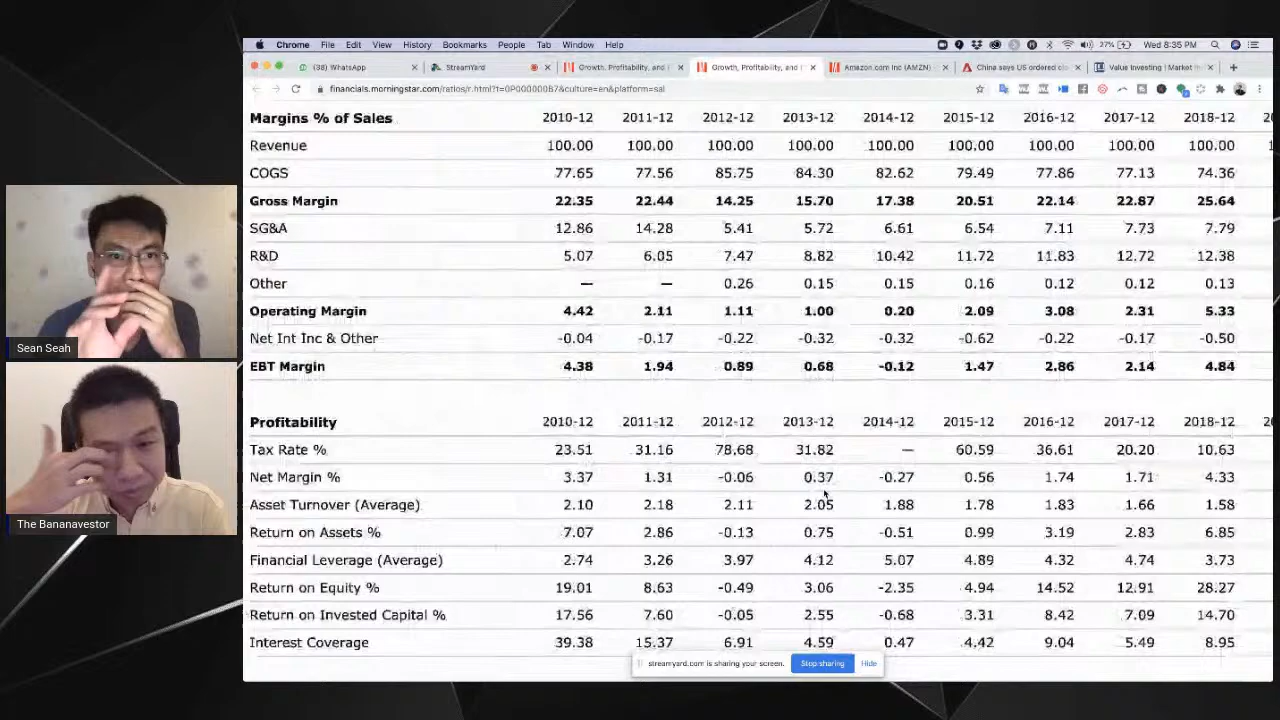 Chrome File Edit View History Bookmarks People Tab Window Help 27% Wed 8:35 PM
(38) WhatsApp × StreamYard × Growth, Profitability, and × Growth, Profitability, and × Amazon.com Inc (AMZN) × China says US ordered clo × Value Investing | Market × +
financials.morningstar.com/ratios/r.html?t=0P000000B7&culture=en&platform=sal
Margins % of Sales 2010-12 2011-12 2012-12 2013-12 2014-12 2015-12 2016-12 2017-12 2018-12
Revenue 100.00 100.00 100.00 100.00 100.00 100.00 100.00 100.00 100.00
COGS 77.65 77.56 85.75 84.30 82.62 79.49 77.86 77.13 74.36
Gross Margin 22.35 22.44 14.25 15.70 17.38 20.51 22.14 22.87 25.64
SG&A 12.86 14.28 5.41 5.72 6.61 6.54 7.11 7.73 7.79
R&D 5.07 6.05 7.47 8.82 10.42 11.72 11.83 12.72 12.38
Other — — 0.26 0.15 0.15 0.16 0.12 0.12 0.13
Operating Margin 4.42 2.11 1.11 1.00 0.20 2.09 3.08 2.31 5.33
Net Int Inc & Other -0.04 -0.17 -0.22 -0.32 -0.32 -0.62 -0.22 -0.17 -0.50
EBT Margin 4.38 1.94 0.89 0.68 -0.12 1.47 2.86 2.14 4.84
Profitability 2010-12 2011-12 2012-12 2013-12 2014-12 2015-12 2016-12 2017-12 2018-12
Tax Rate % 23.51 31.16 78.68 31.82 — 60.59 36.61 20.20 10.63
Net Margin % 3.37 1.31 -0.06 0.37 -0.27 0.56 1.74 1.71 4.33
Asset Turnover (Average) 2.10 2.18 2.11 2.05 1.88 1.78 1.83 1.66 1.58
Return on Assets % 7.07 2.86 -0.13 0.75 -0.51 0.99 3.19 2.83 6.85
Financial Leverage (Average) 2.74 3.26 3.97 4.12 5.07 4.89 4.32 4.74 3.73
Return on Equity % 19.01 8.63 -0.49 3.06 -2.35 4.94 14.52 12.91 28.27
Return on Invested Capital % 17.56 7.60 -0.05 2.55 -0.68 3.31 8.42 7.09 14.70
Interest Coverage 39.38 15.37 6.91 4.59 0.47 4.42 9.04 5.49 8.95
streamyard.com is sharing your screen. Stop sharing Hide
Sean Seah
The Bananavestor